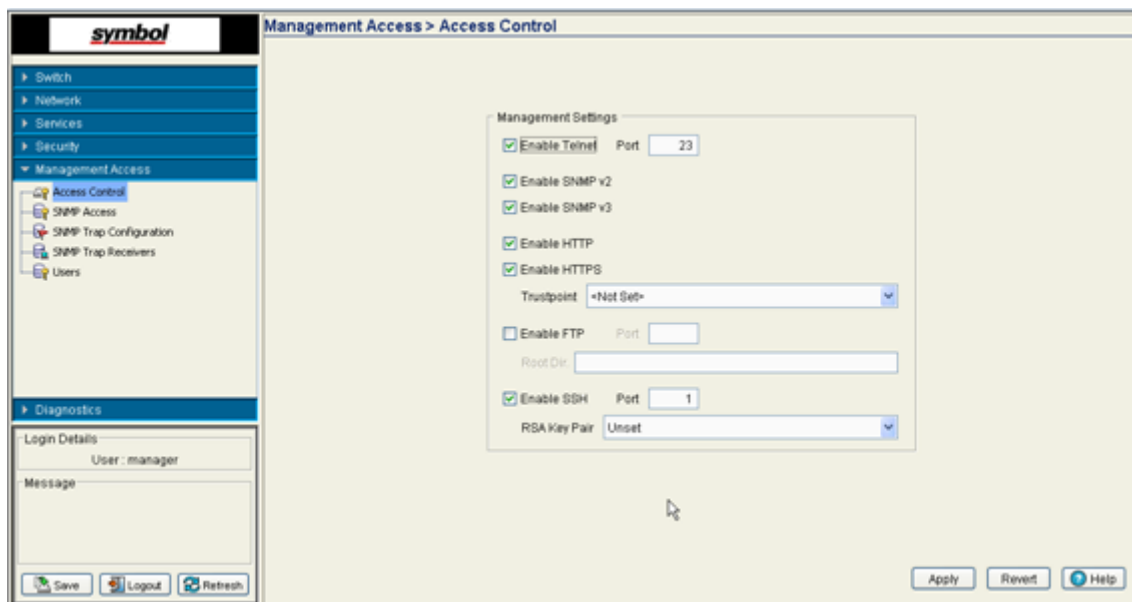 symbol
Management Access > Access Control
Switch
Network
Services
Security
Management Access
Access Control
SNMP Access
SNMP Trap Configuration
SNMP Trap Receivers
Users
Diagnostics
Login Details
User : manager
Message
Save Logout Refresh
Management Settings
Enable Telnet Port 23
Enable SNMP v2
Enable SNMP v3
Enable HTTP
Enable HTTPS
Trustpoint <Not Set>
Enable FTP Port
Root Dir.
Enable SSH Port 1
RSA Key Pair Unset
Apply Revert Help